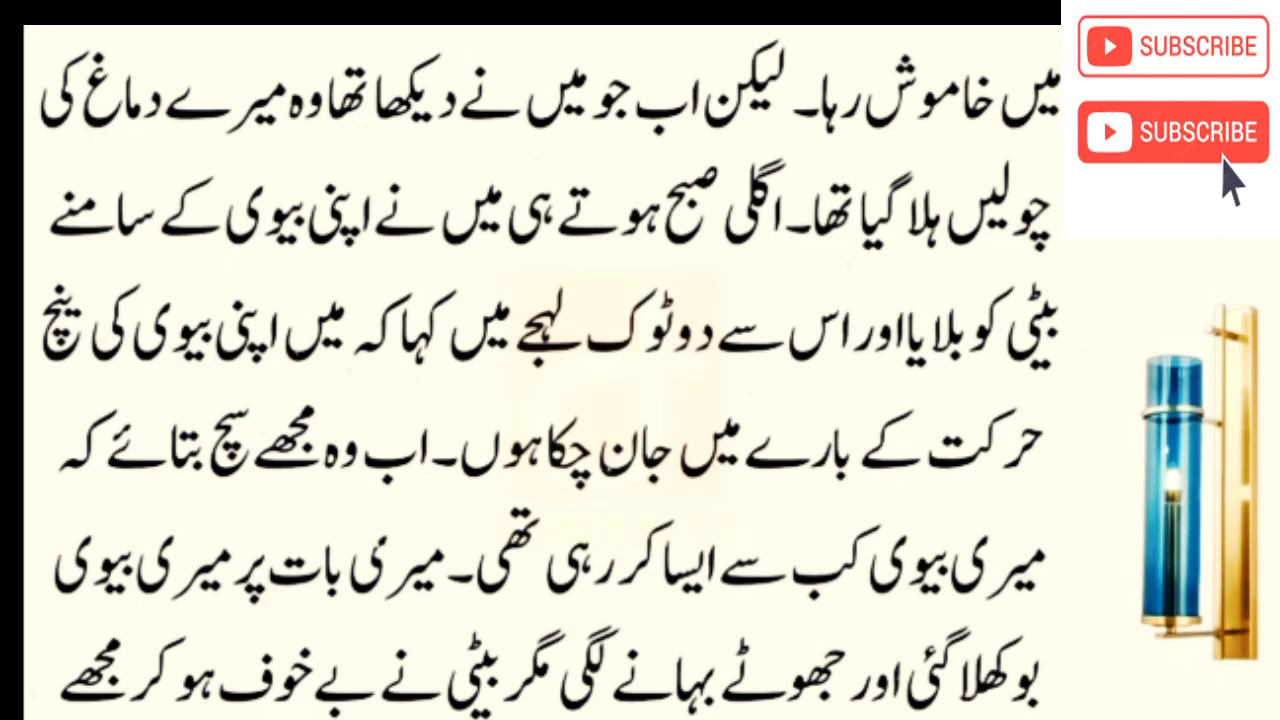 میں خاموش رہا۔ لیکن اب جو میں نے دیکھا تھا وہ میرے دماغ کی
چولیں ہلا گیا تھا۔ اگلی صبح ہوتے ہی میں نے اپنی بیوی کے سامنے
بیٹی کو بلایا اور اس سے دوٹوک لہجے میں کہا کہ میں اپنی بیوی کی نیچ
حرکت کے بارے میں جان چکا ہوں۔ اب وہ مجھے سچ بتائے کہ
میری بیوی کب سے ایسا کر رہی تھی۔ میری بات پر میری بیوی
بوکھلا گئی اور جھوٹے بہانے لگی مگر بیٹی نے بے خوف ہو کر مجھے
SUBSCRIBE
SUBSCRIBE